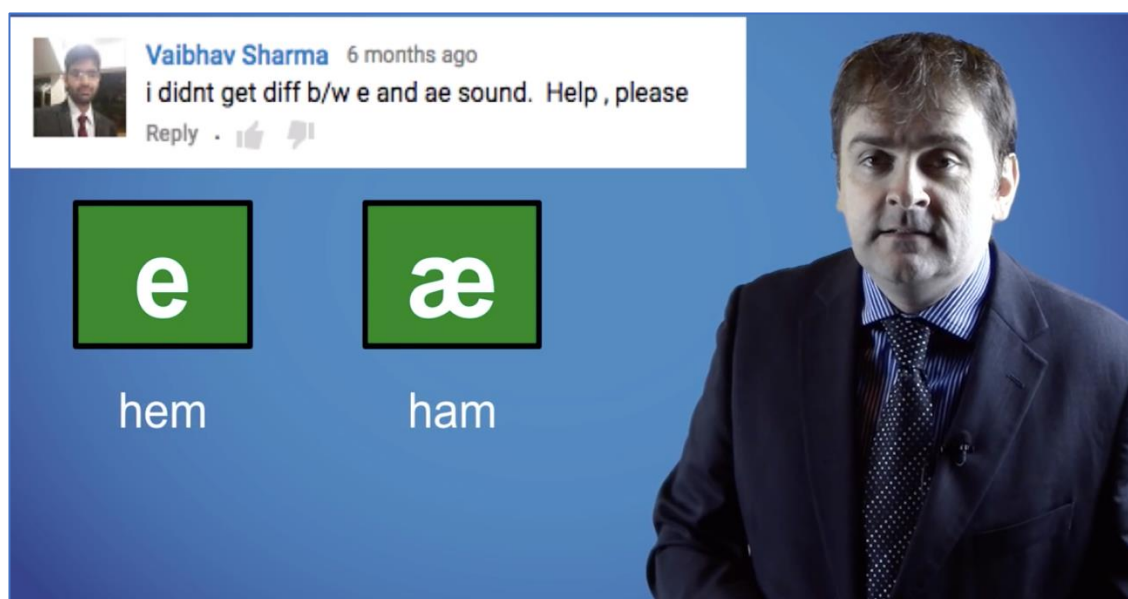 Vaibhav Sharma 6 months ago
i didnt get diff b/w e and ae sound. Help , please
Reply .
e æ
hem ham